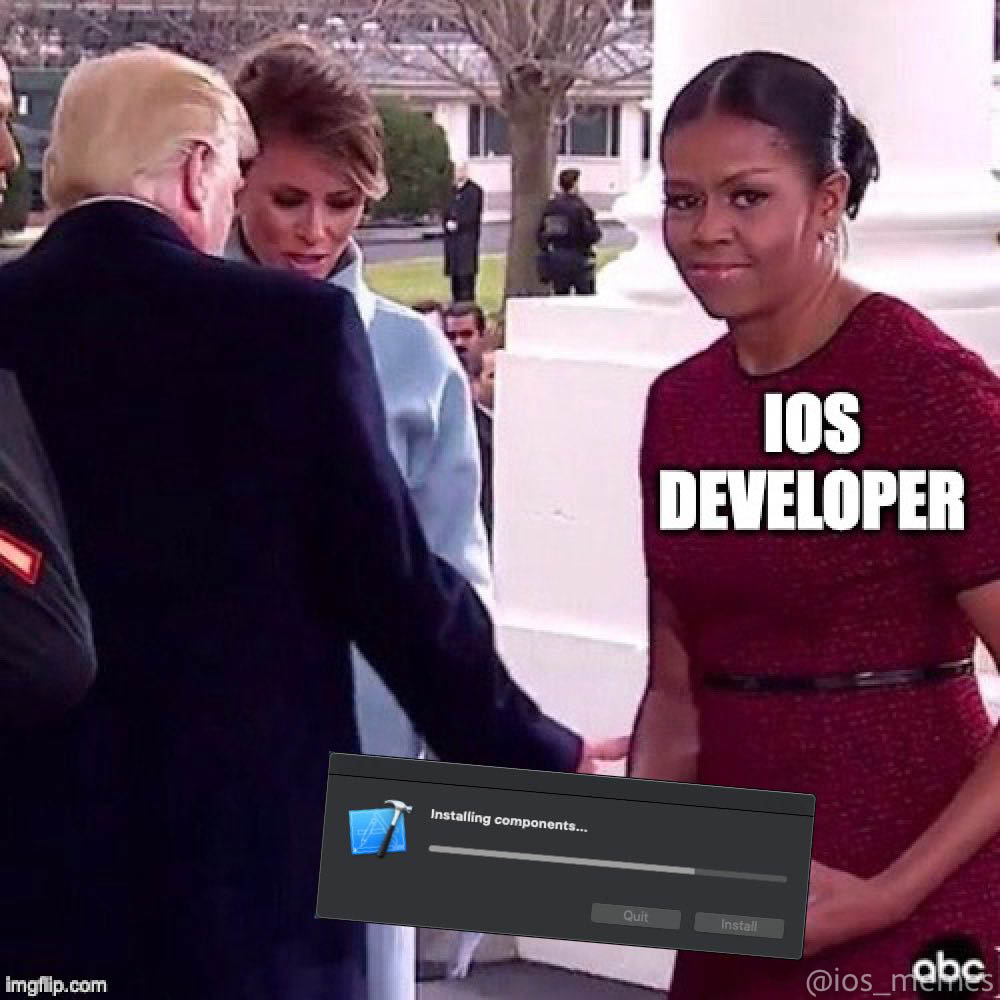 IOS
DEVELOPER
Installing components...
Quit
Install
abc
@ios_memes
imgflip.com